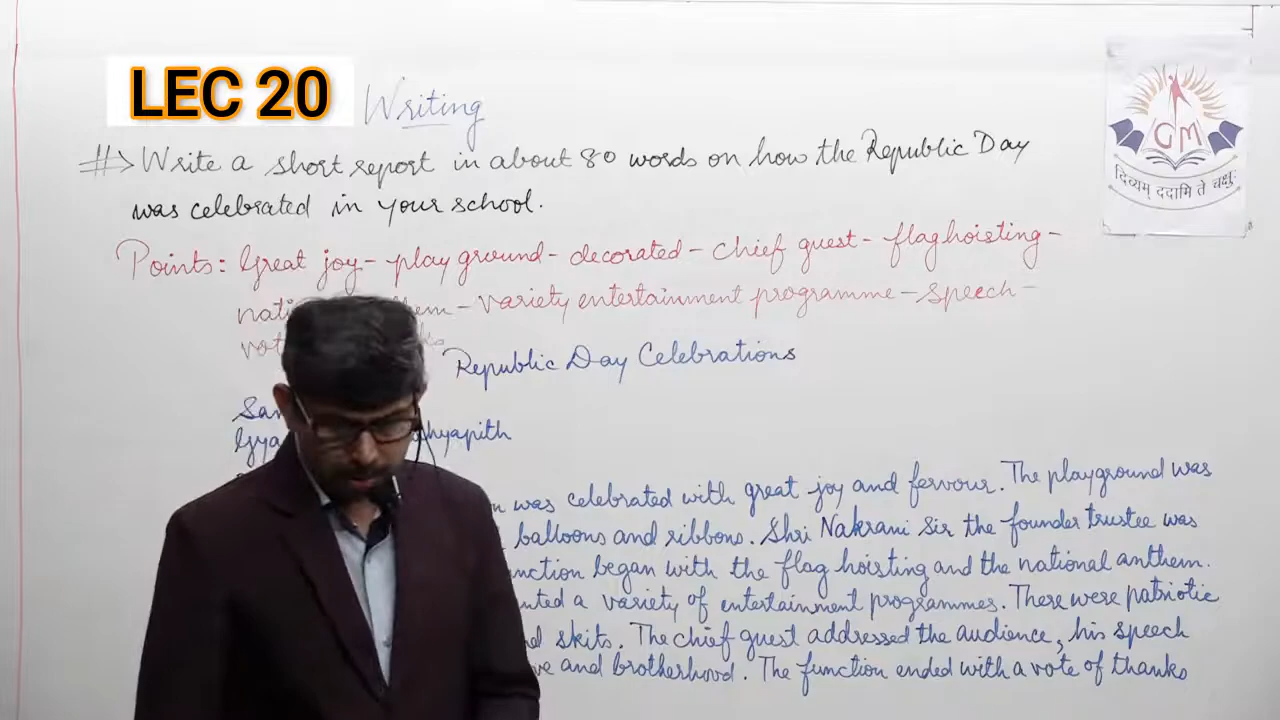 LEC 20
Writing
#> Write a short report in about 80 words on how the Republic Day
was celebrated in your school.
Points: Great joy - play ground - decorated - chief guest - flag hoisting -
- variety entertainment programme - speech -
Republic Day Celebrations
was celebrated with great joy and fervour. The playground was
balloons and ribbons. Shri Nakrani Sir the founder trustee was
began with the flag hoisting and the national anthem.
a variety of entertainment programmes. There were patriotic
skits. The chief guest addressed the audience, his speech
and brotherhood. The function ended with a vote of thanks
GM
दिव्यम् ददामि ते चक्षुः